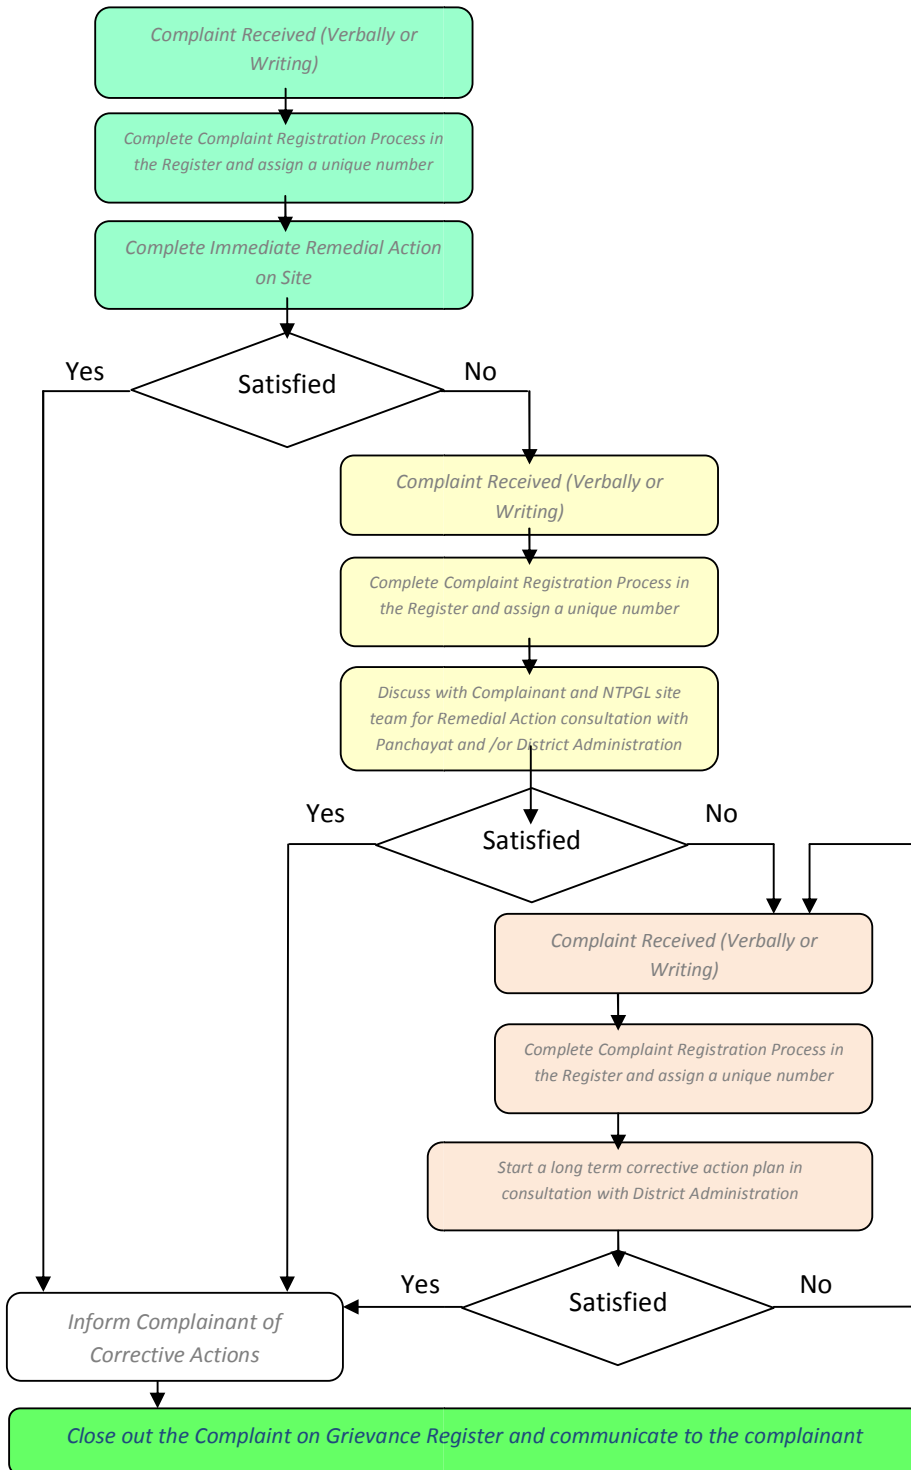 Complaint Received (Verbally or
Writing)
Complete Complaint Registration Process in
the Register and assign a unique number
Complete Immediate Remedial Action
on Site
Yes
Satisfied
No
Complaint Received (Verbally or
Writing)
Complete Complaint Registration Process in
the Register and assign a unique number
Discuss with Complainant and NTPGL site
team for Remedial Action consultation with
Panchayat and /or District Administration
Yes
Satisfied
No
Complaint Received (Verbally or
Writing)
Complete Complaint Registration Process in
the Register and assign a unique number
Start a long term corrective action plan in
consultation with District Administration
Yes
Satisfied
No
Inform Complainant of
Corrective Actions
Close out the Complaint on Grievance Register and communicate to the complainant